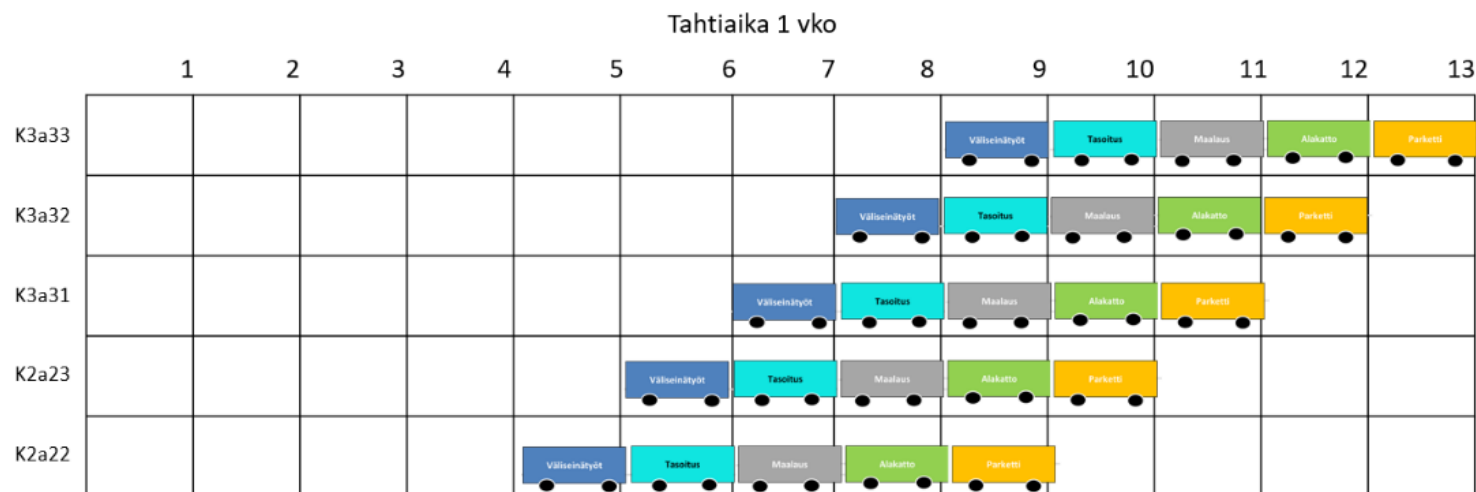 Tahtiaika 1 vko
1 2 3 4 5 6 7 8 9 10 11 12 13
K3a33 Väliseinätyöt Tasoitus Maalaus Alakatto Parketti
K3a32 Väliseinätyöt Tasoitus Maalaus Alakatto Parketti
K3a31 Väliseinätyöt Tasoitus Maalaus Alakatto Parketti
K2a23 Väliseinätyöt Tasoitus Maalaus Alakatto Parketti
K2a22 Väliseinätyöt Tasoitus Maalaus Alakatto Parketti